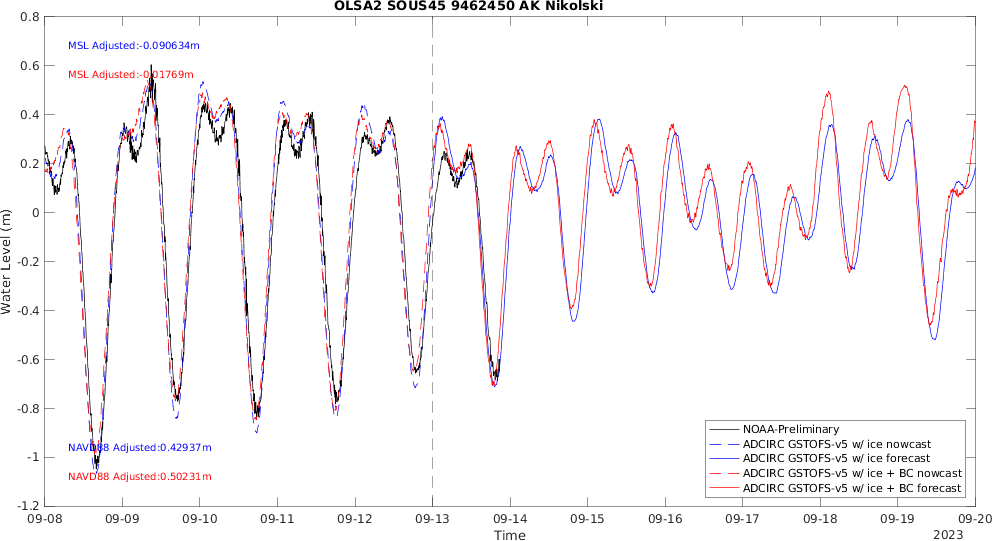 OLSA2 SOUS45 9462450 AK Nikolski
0.8
0.6
0.4
0.2
0
-0.2
-0.4
-0.6
-0.8
-1
-1.2
Water Level (m)
MSL Adjusted:-0.090634m
MSL Adjusted:-0.01769m
NAVD88 Adjusted:0.42937m
NAVD88 Adjusted:0.50231m
NOAA-Preliminary
ADCIRC GSTOFS-v5 w/ ice nowcast
ADCIRC GSTOFS-v5 w/ ice forecast
ADCIRC GSTOFS-v5 w/ ice + BC nowcast
ADCIRC GSTOFS-v5 w/ ice + BC forecast
09-08 09-09 09-10 09-11 09-12 09-13 09-14 09-15 09-16 09-17 09-18 09-19 09-20
Time
2023